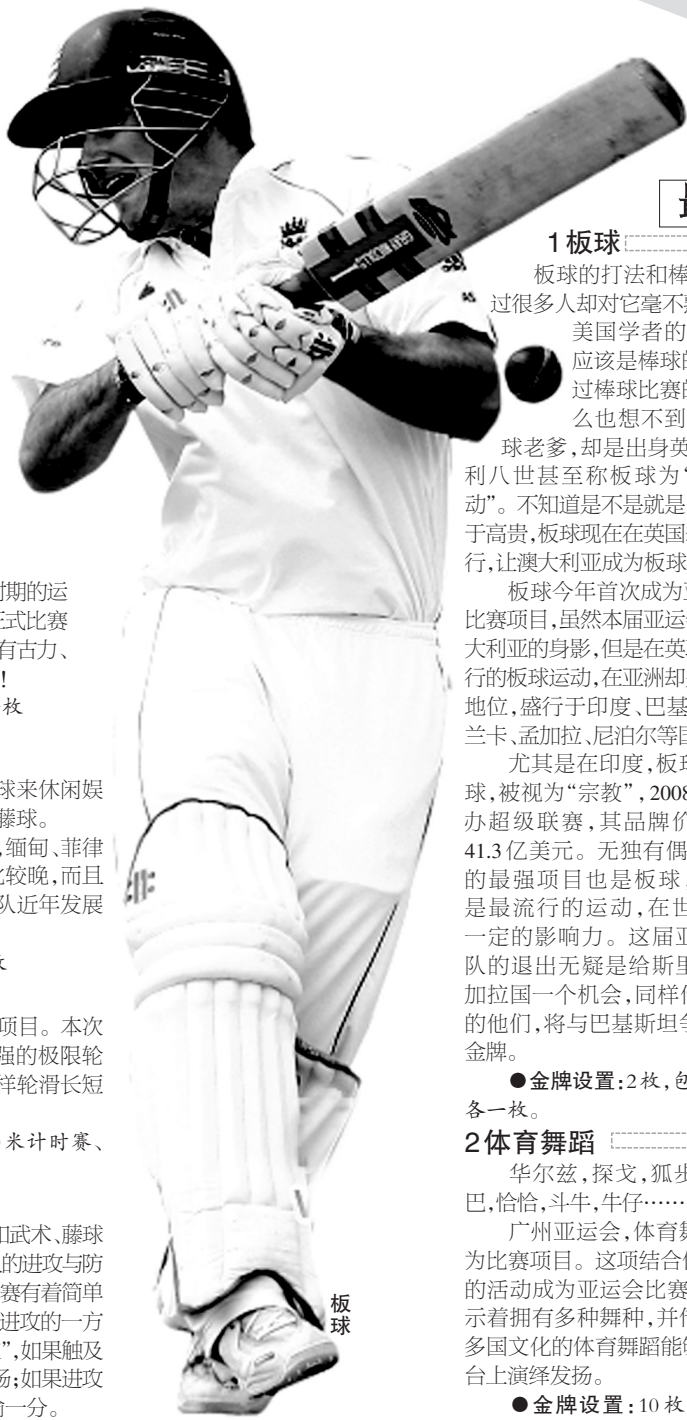 时期的运
正式比赛
有古力、
!
枚
球来休闲娱
藤球。
,缅甸、菲律
比较晚,而且
队近年发展
项目。本次
强的极限轮
样轮滑长短
米计时赛、
和武术、藤球
的进攻与防
赛有着简单
进攻的一方
”,如果触及
场;如果进攻
一分。
板球
1板球
板球的打法和棒
过很多人却对它毫不
美国学者的
应该是棒球的
过棒球比赛的
么也想不到
球老爹,却是出身英
利八世甚至称板球为“
动”。不知道是不是就是
于高贵,板球现在在英国
行,让澳大利亚成为板球
板球今年首次成为
比赛项目,虽然本届亚运
大利亚的身影,但是在英
行的板球运动,在亚洲却
地位,盛行于印度、巴基
兰卡、孟加拉、尼泊尔等国
尤其是在印度,板球
球,被视为“宗教”,2008
办超级联赛,其品牌价
41.3亿美元。无独有偶
的最强项目也是板球
是最流行的运动,在世
一定的影响力。这届亚
队的退出无疑是给斯里
加拉国一个机会,同样
的他们,将与巴基斯坦
金牌。
●金牌设置:2枚,包
各一枚。
2体育舞蹈
华尔兹,探戈,狐步
巴,恰恰,斗牛,牛仔……
广州亚运会,体育舞
为比赛项目。这项结合
的活动成为亚运会比赛
示着拥有多种舞种,并
多国文化的体育舞蹈能
台上演绎发扬。
●金牌设置:10枚